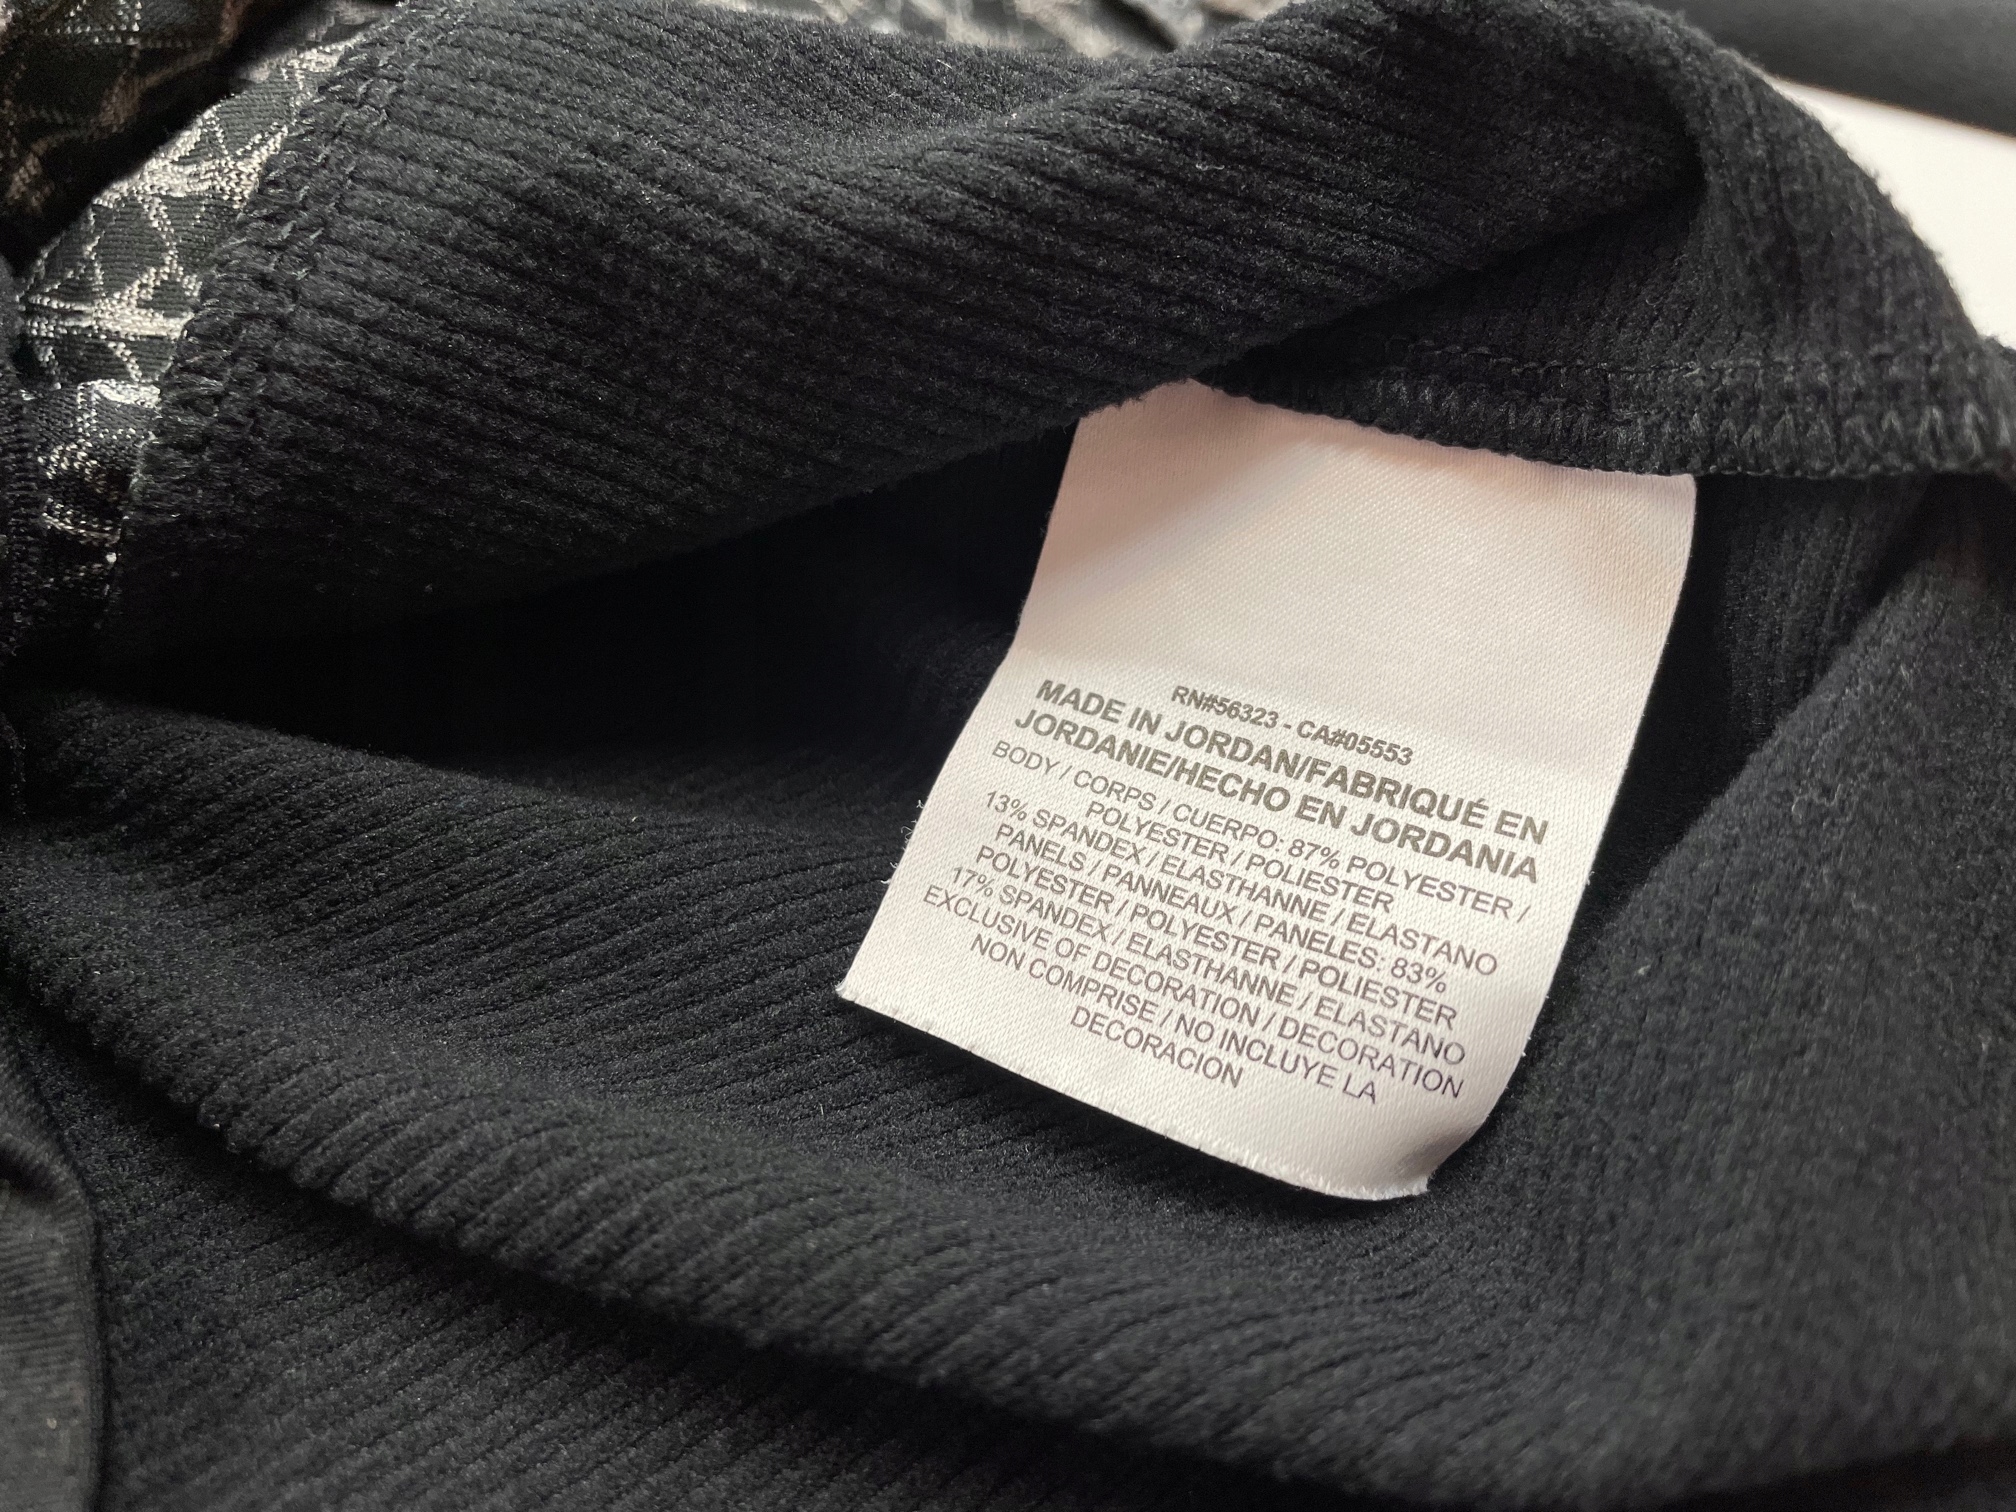 RN#56323 - CA#05553
MADE IN JORDAN/FABRIQUÉ EN
JORDANIE/HECHO EN JORDANIA
BODY / CORPS / CUERPO: 87% POLYESTER /
POLYESTER / POLIESTER
13% SPANDEX / ELASTHANNE / ELASTANO
PANELS / PANNEAUX / PANELES: 83%
POLYESTER / POLYESTER / POLIESTER
17% SPANDEX / ELASTHANNE / ELASTANO
EXCLUSIVE OF DECORATION / DECORATION
NON COMPRISE / NO INCLUYE LA
DECORACION